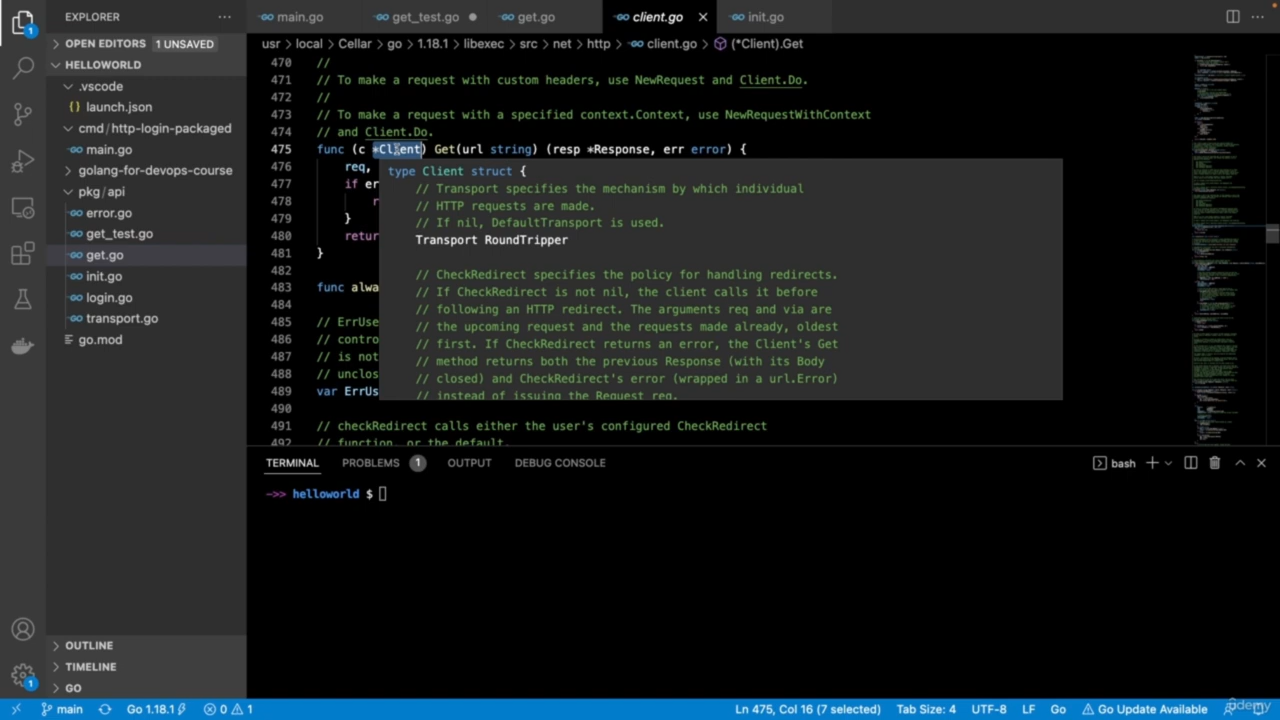 EXPLORER
main.go
get_test.go
get.go
client.go
init.go
1
OPEN EDITORS
1 UNSAVED
usr > local > Cellar > go > 1.18.1 > libexec > src > net > http > client.go > (*Client).Get
HELLOWORLD
.vscode
launch.json
cmd/http-login-packaged
main.go
golang-for-devops-course
pkg/api
error.go
get_test.go
get.go
init.go
login.go
transport.go
go.mod
OUTLINE
TIMELINE
GO
1
470 //
471 // To make a request with custom headers, use NewRequest and Client.Do.
472 //
473 // To make a request with a specified context.Context, use NewRequestWithContext
474 // and Client.Do.
475 func (c *Client) Get(url string) (resp *Response, err error) {
476 req,
477 if er
478 r
479 }
480 retur
481 }
482
483 func alwa
484
485 // ErrUse
486 // contro
487 // is not
488 // unclos
489 var ErrUs
490
491 // checkRedirect calls either the user's configured CheckRedirect
492 // function, or the default.
type Client struct {
// Transport specifies the mechanism by which individual
// HTTP requests are made.
// If nil, DefaultTransport is used.
Transport RoundTripper
// CheckRedirect specifies the policy for handling redirects.
// If CheckRedirect is not nil, the client calls it before
// following an HTTP redirect. The arguments req and via are
// the upcoming request and the requests made already, oldest
// first. If CheckRedirect returns an error, the Client's Get
// method returns both the previous Response (with its Body
// closed) and CheckRedirect's error (wrapped in a url.Error)
// instead of issuing the Request req.
TERMINAL PROBLEMS 1 OUTPUT DEBUG CONSOLE
bash
->> helloworld $
main
Go 1.18.1
0 1
Ln 475, Col 16 (7 selected)
Tab Size: 4
UTF-8
LF
Go
Go Update Available
udemy